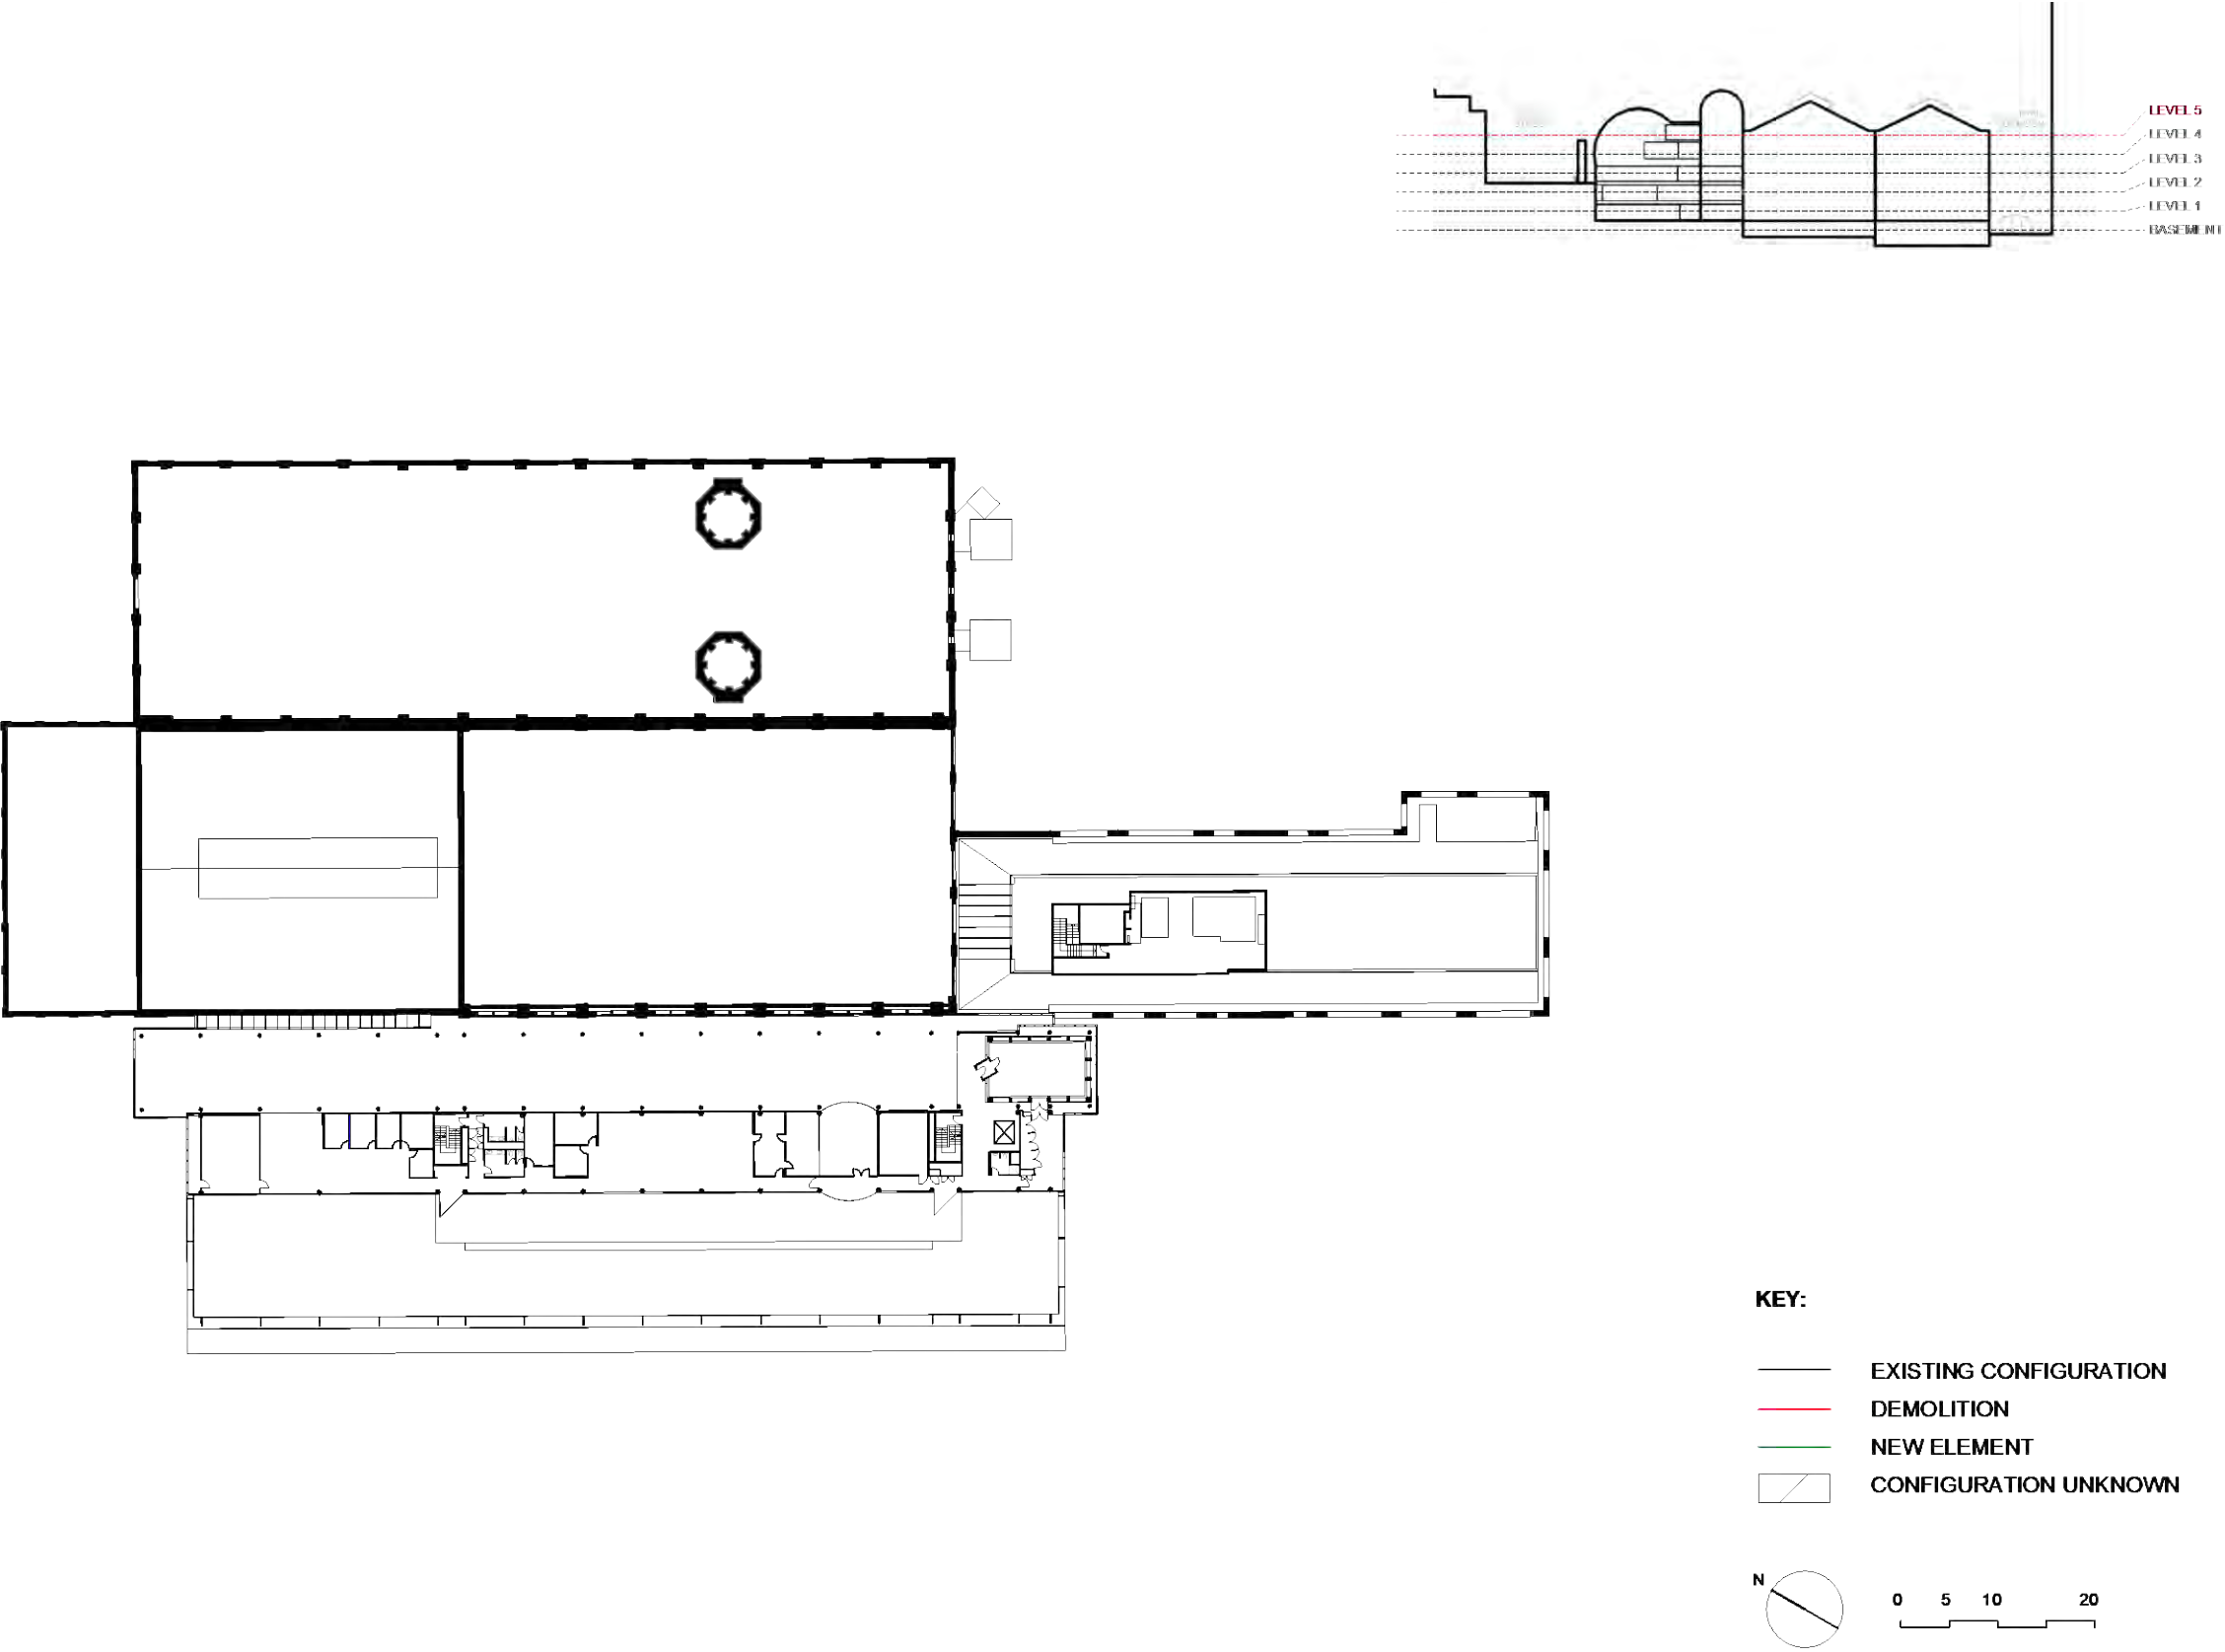 LEVEL 5
LEVEL 4
LEVEL 3
LEVEL 2
LEVEL 1
BASEMENT
KEY:
EXISTING CONFIGURATION
DEMOLITION
NEW ELEMENT
CONFIGURATION UNKNOWN
N
0 5 10 20